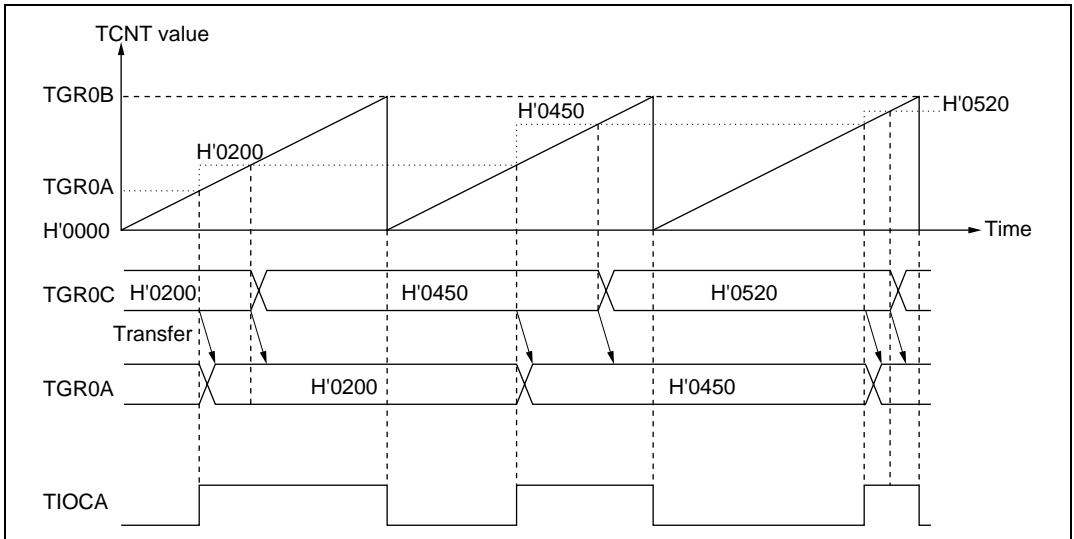 TCNT value
TGR0B
H'0520
H'0450
H'0200
TGR0A
H'0000
Time
TGR0C
H'0200
H'0450
H'0520
Transfer
TGR0A
H'0200
H'0450
TIOCA